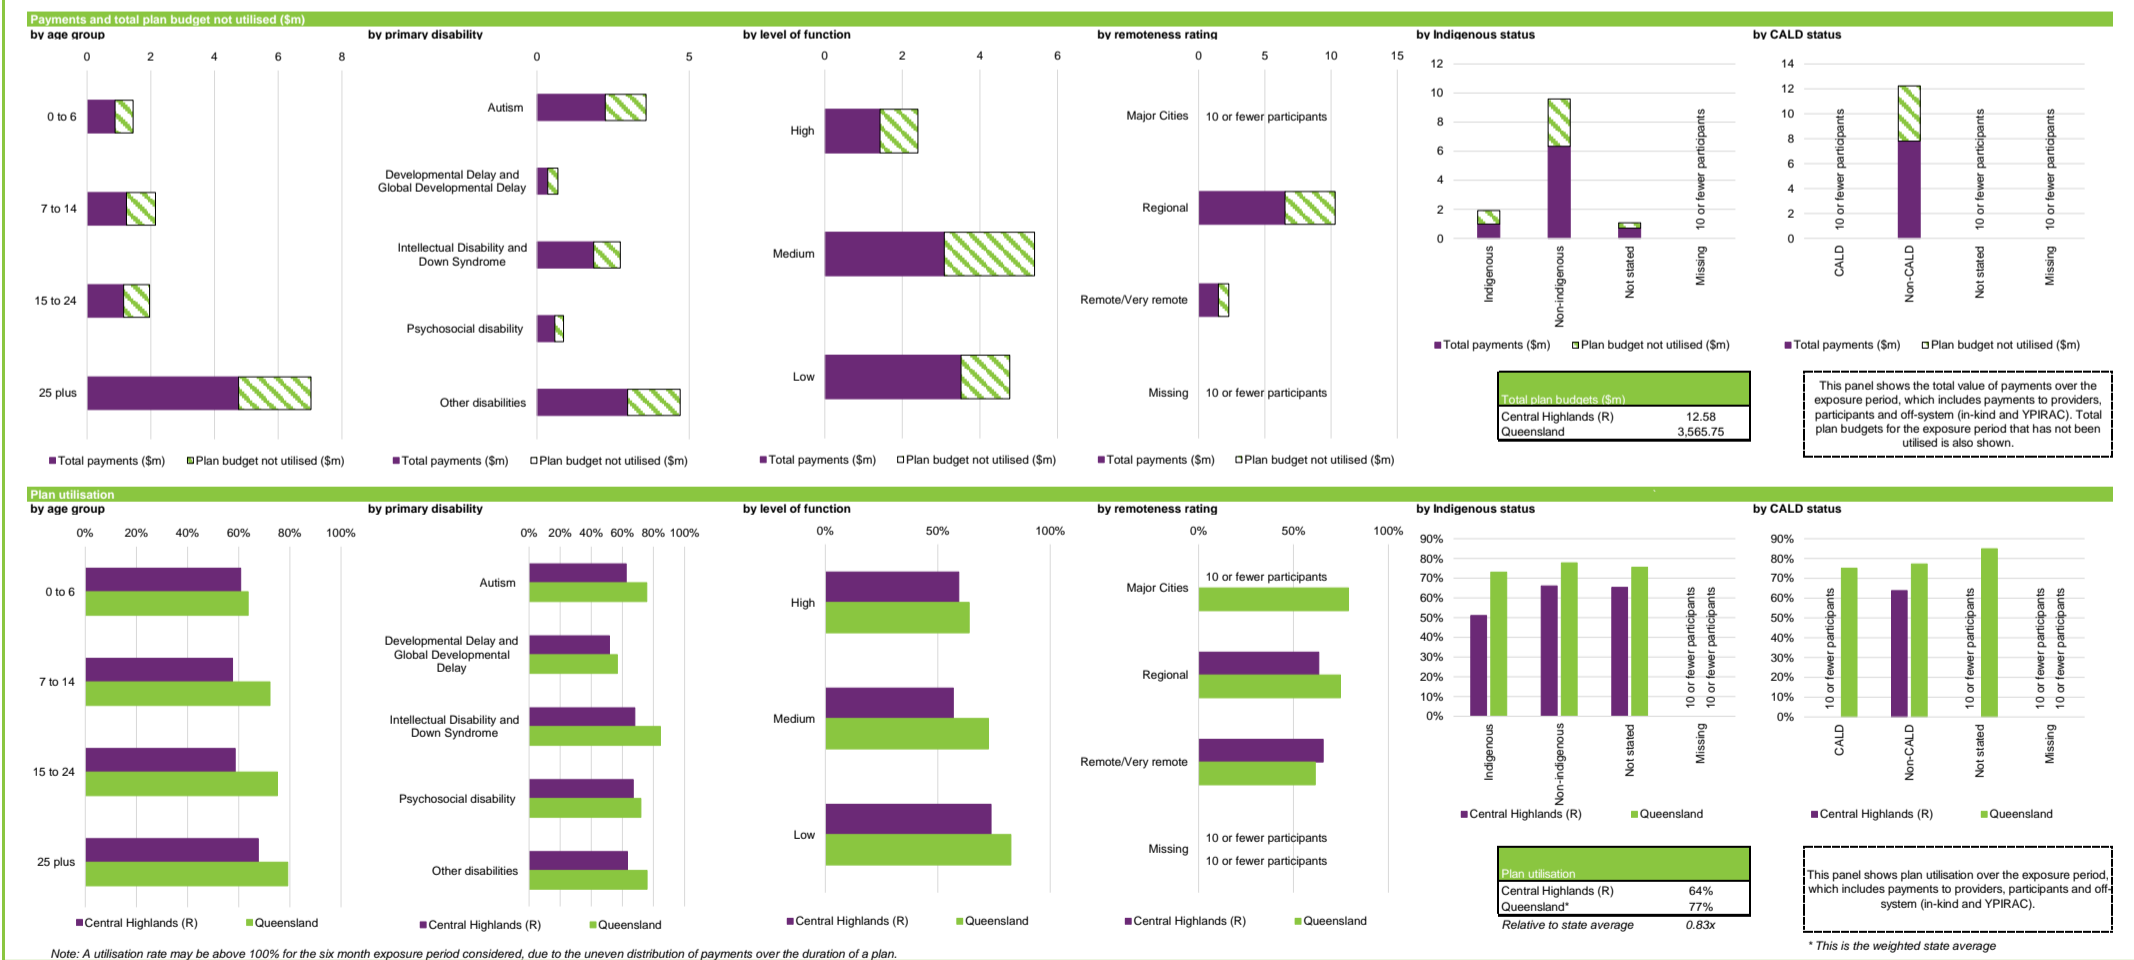 Payments and total plan budget not utilised ($m)
by age group
0 2 4 6 8
0 to 6
7 to 14
15 to 24
25 plus
Total payments ($m) Plan budget not utilised ($m)
by primary disability
0 5
Autism
Developmental Delay and
Global Developmental Delay
Intellectual Disability and
Down Syndrome
Psychosocial disability
Other disabilities
Total payments ($m) Plan budget not utilised ($m)
by level of function
0 2 4 6
High
Medium
Low
Total payments ($m) Plan budget not utilised ($m)
by remoteness rating
0 5 10 15
Major Cities 10 or fewer participants
Regional
Remote/Very remote
Missing 10 or fewer participants
Total payments ($m) Plan budget not utilised ($m)
by Indigenous status
12
10
8
6
4
2
0
10 or fewer participants
Indigenous
Non-indigenous
Not stated
Missing
Total payments ($m) Plan budget not utilised ($m)
Total plan budgets ($m)
Central Highlands (R) 12.58
Queensland 3,565.75
by CALD status
14
12
10
8
6
4
2
0
10 or fewer participants
10 or fewer participants
10 or fewer participants
CALD
Non-CALD
Not stated
Missing
Total payments ($m) Plan budget not utilised ($m)
This panel shows the total value of payments over the
exposure period, which includes payments to providers,
participants and off-system (in-kind and YPIRAC). Total
plan budgets for the exposure period that has not been
utilised is also shown.
Plan utilisation
by age group
0% 20% 40% 60% 80% 100%
0 to 6
7 to 14
15 to 24
25 plus
Central Highlands (R) Queensland
by primary disability
0% 20% 40% 60% 80% 100%
Autism
Developmental Delay and
Global Developmental
Delay
Intellectual Disability and
Down Syndrome
Psychosocial disability
Other disabilities
Central Highlands (R) Queensland
by level of function
0% 50% 100%
High
Medium
Low
Central Highlands (R) Queensland
by remoteness rating
0% 50% 100%
10 or fewer participants
Major Cities
Regional
Remote/Very remote
10 or fewer participants
Missing
10 or fewer participants
Central Highlands (R) Queensland
by Indigenous status
90%
80%
70%
60%
50%
40%
30%
20%
10%
0%
10 or fewer participants
10 or fewer participants
Indigenous
Non-indigenous
Not stated
Missing
Central Highlands (R) Queensland
Plan utilisation
Central Highlands (R) 64%
Queensland* 77%
Relative to state average 0.83x
by CALD status
90%
80%
70%
60%
50%
40%
30%
20%
10%
0%
10 or fewer participants
10 or fewer participants
10 or fewer participants
10 or fewer participants
CALD
Non-CALD
Not stated
Missing
Central Highlands (R) Queensland
This panel shows plan utilisation over the exposure period,
which includes payments to providers, participants and off-
system (in-kind and YPIRAC).
* This is the weighted state average
Note: A utilisation rate may be above 100% for the six month exposure period considered, due to the uneven distribution of payments over the duration of a plan.